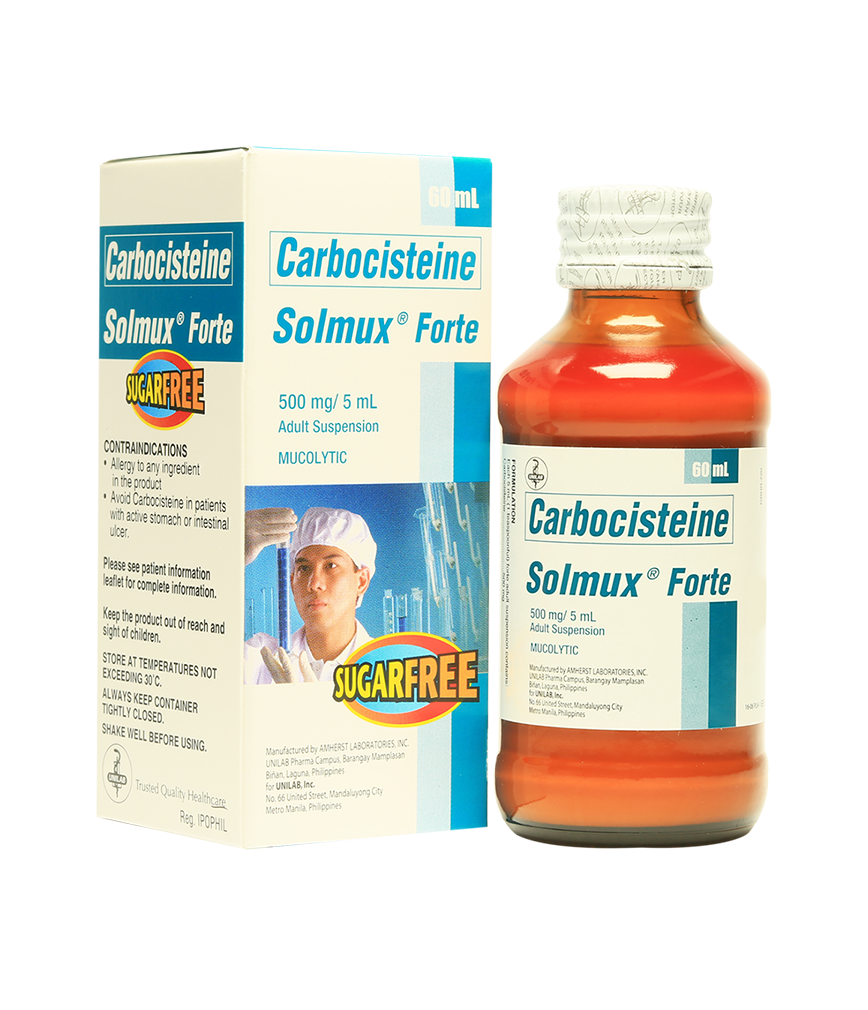 Carbocisteine
Solmux® Forte
SUGARFREE
CONTRAINDICATIONS
• Allergy to any ingredient
in the product
• Avoid Carbocisteine in patients
with active stomach or intestinal
ulcer.
Please see patient information
leaflet for complete information.
Keep the product out of reach and
sight of children.
STORE AT TEMPERATURES NOT
EXCEEDING 30°C.
ALWAYS KEEP CONTAINER
TIGHTLY CLOSED.
SHAKE WELL BEFORE USING.
UNILAB
Trusted Quality Healthcare
Reg. IPOPHIL
60 mL
Carbocisteine
Solmux® Forte
500 mg/ 5 mL
Adult Suspension
MUCOLYTIC
SUGARFREE
Manufactured by AMHERST LABORATORIES, INC.
UNILAB Pharma Campus, Barangay Mamplasan
Biñan, Laguna, Philippines
for UNILAB, Inc.
No. 66 United Street, Mandaluyong City
Metro Manila, Philippines
60 mL
UNILAB
Carbocisteine
Solmux® Forte
500 mg/ 5 mL
Adult Suspension
MUCOLYTIC
Manufactured by AMHERST LABORATORIES, INC.
UNILAB Pharma Campus, Barangay Mamplasan
Biñan, Laguna, Philippines
for UNILAB, Inc.
No. 66 United Street, Mandaluyong City
Metro Manila, Philippines
FORMULATION